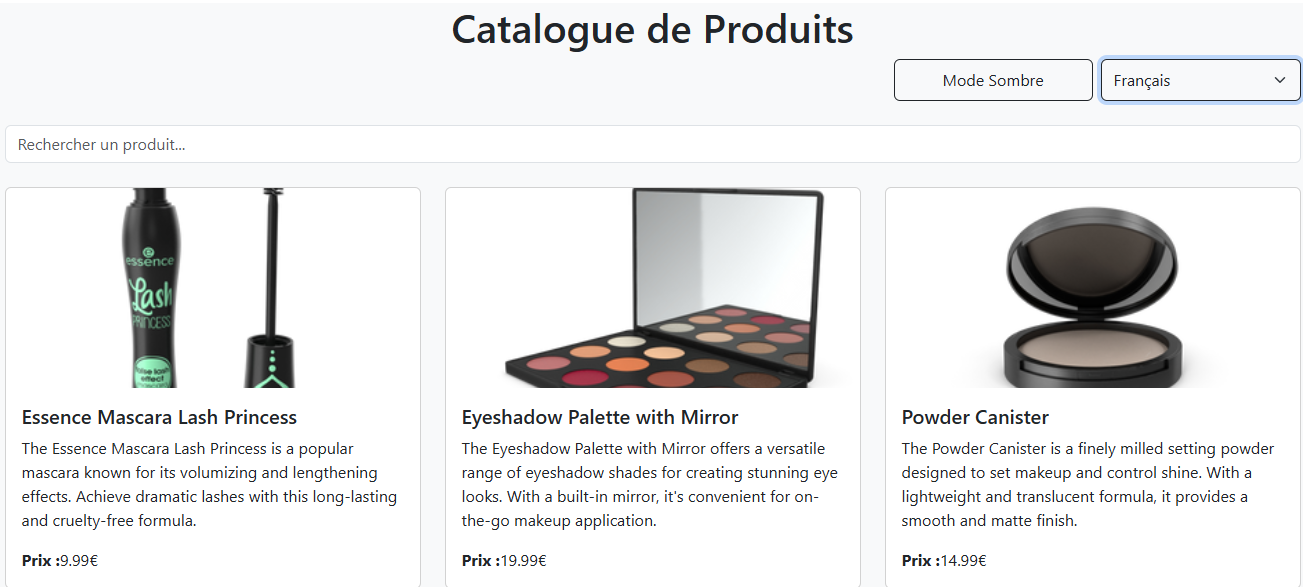 Catalogue de Produits
Mode Sombre
Français
Rechercher un produit...
essence
Lash
PRINCESS
false lash
effect
Essence Mascara Lash Princess
The Essence Mascara Lash Princess is a popular
mascara known for its volumizing and lengthening
effects. Achieve dramatic lashes with this long-lasting
and cruelty-free formula.
Prix :9.99€
Eyeshadow Palette with Mirror
The Eyeshadow Palette with Mirror offers a versatile
range of eyeshadow shades for creating stunning eye
looks. With a built-in mirror, it's convenient for on-
the-go makeup application.
Prix :19.99€
Powder Canister
The Powder Canister is a finely milled setting powder
designed to set makeup and control shine. With a
lightweight and translucent formula, it provides a
smooth and matte finish.
Prix :14.99€